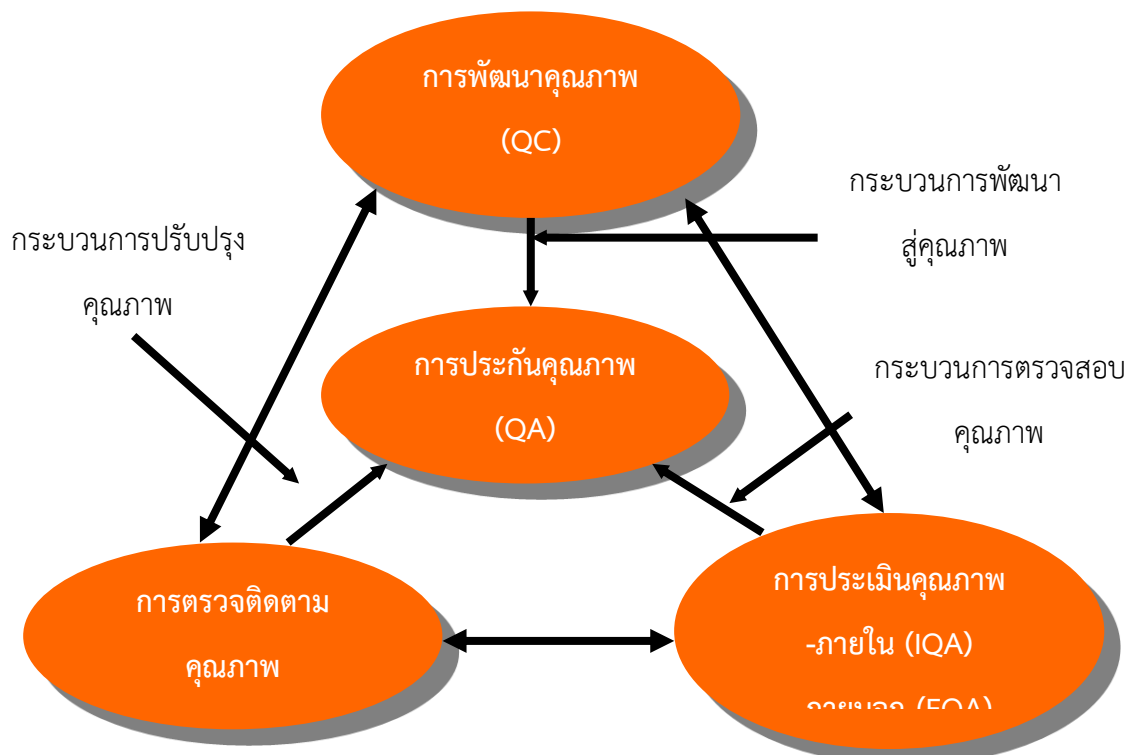 การพัฒนาคุณภาพ
(QC)
กระบวนการพัฒนา
สู่คุณภาพ
กระบวนการปรับปรุง
คุณภาพ
การประกันคุณภาพ
(QA)
กระบวนการตรวจสอบ
คุณภาพ
การตรวจติดตาม
คุณภาพ
การประเมินคุณภาพ
-ภายใน (IQA)